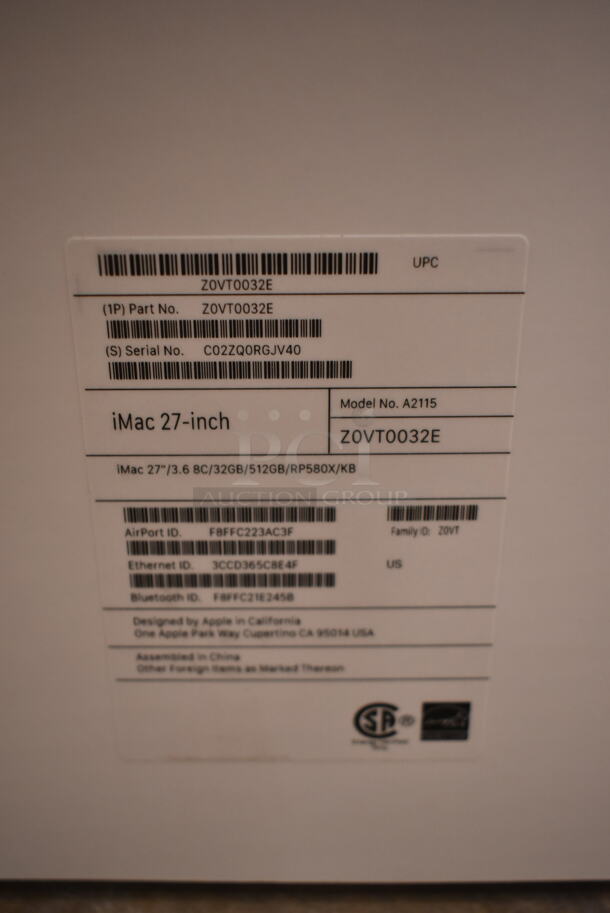 UPC
Z0VT0032E
(1P) Part No. Z0VT0032E
(S) Serial No. C02ZQ0RGJV40
iMac 27-inch
Model No. A2115
Z0VT0032E
iMac 27"/3.6 8C/32GB/512GB/RP580X/KB
PCI
AUCTION GROUP
AirPort ID. F8FFC223AC3F
Family ID: Z0VT
Ethernet ID. 3CCD365C8E4F
US
Bluetooth ID. F8FFC21E245B
Designed by Apple in California
One Apple Park Way Cupertino CA 95014 USA
Assembled in China
Other Foreign Items as Marked Thereon